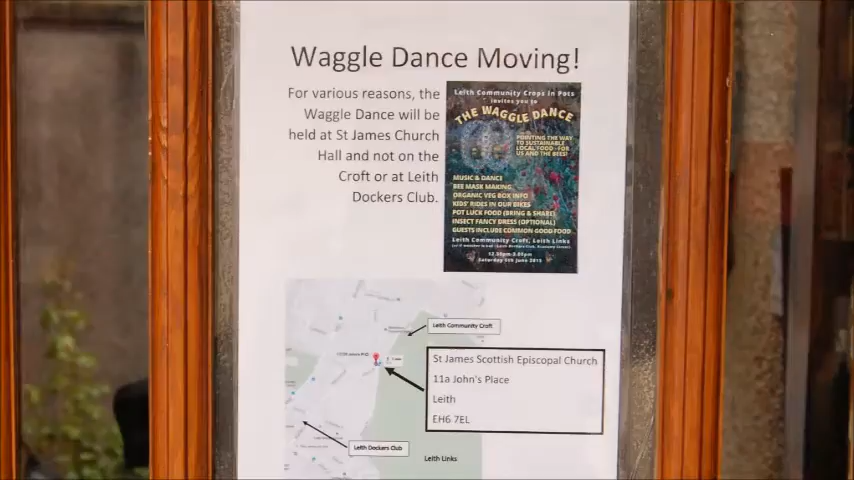 Waggle Dance Moving!
For various reasons, the
Waggle Dance will be
held at St James Church
Hall and not on the
Croft or at Leith
Dockers Club.
Leith Community Crops in Pots
invites you to
THE WAGGLE DANCE
POINTING THE WAY
TO SUSTAINABLE
LOCAL FOOD - FOR
US AND THE BEES!
MUSIC & DANCE
BEE MASK MAKING
ORGANIC VEG BOX INFO
KIDS' RIDES IN OUR BIKES
POT LUCK FOOD (BRING & SHARE)
INSECT FANCY DRESS (OPTIONAL)
GUESTS INCLUDE COMMON GOOD FOOD
Leith Community Croft, Leith Links
Leith Community Croft
St James Scottish Episcopal Church
11a John's Place
Leith
EH6 7EL
Leith Dockers Club
Leith Links